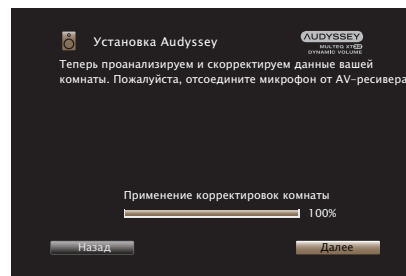 Установка Audyssey
AUDYSSEY
MULTEQ XT32
DYNAMIC VOLUME
Теперь проанализируем и скорректируем данные вашей
комнаты. Пожалуйста, отсоедините микрофон от AV-ресивера
Применение корректировок комнаты
100%
Назад
Далее